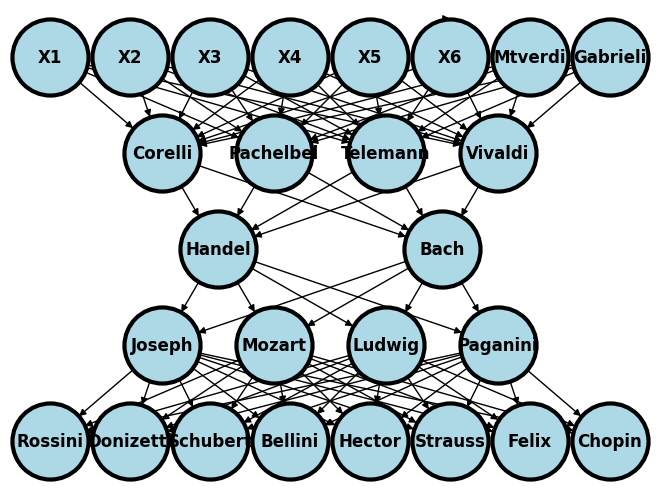 X1 X2 X3 X4 X5 X6 Mtverdi Gabrieli
Corelli Pachelbel Telemann Vivaldi
Handel Bach
Joseph Mozart Ludwig Paganini
Rossini Donizetti Schubert Bellini Hector Strauss Felix Chopin